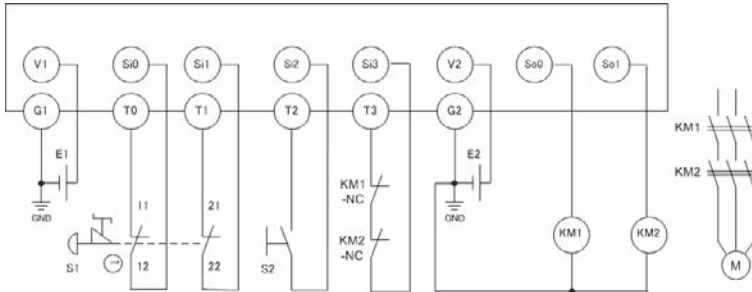 V1 Si0 Si1 Si2 Si3 V2 So0 So1
G1 T0 T1 T2 T3 G2
KM1
E1 E2
KM2
KM1
-NC
GND GND
11 21
KM2
-NC
KM1 KM2
S1 12 22 S2
M